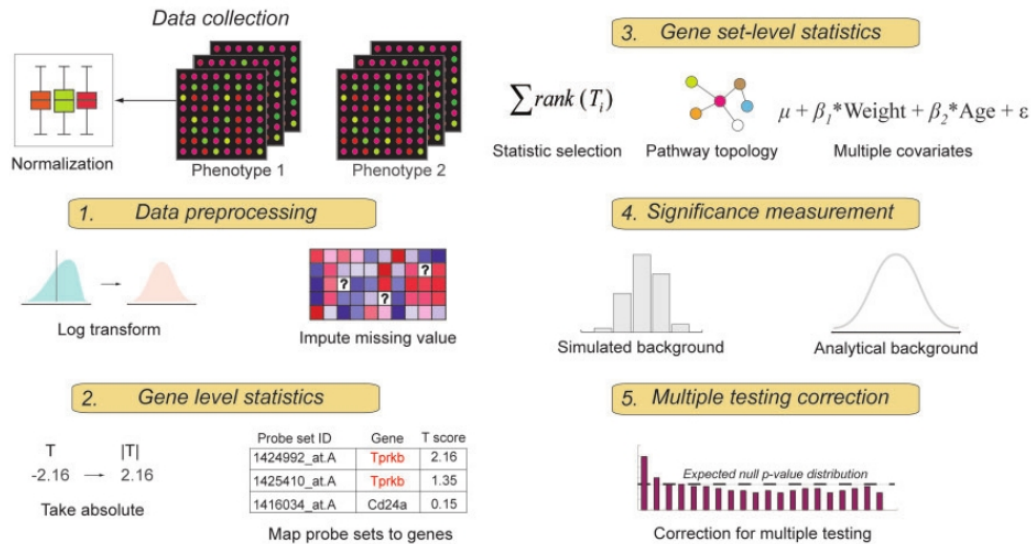 Data collection
Normalization
Phenotype 1
Phenotype 2
1. Data preprocessing
Log transform
?
?
?
Impute missing value
2. Gene level statistics
T |T|
-2.16 2.16
Take absolute
Probe set ID Gene T score
1424992_at.A Tprkb 2.16
1425410_at.A Tprkb 1.35
1416034_at.A Cd24a 0.15
Map probe sets to genes
3. Gene set-level statistics
∑rank(Tᵢ)
Statistic selection
Pathway topology
μ + β₁*Weight + β₂*Age + ε
Multiple covariates
4. Significance measurement
Simulated background
Analytical background
5. Multiple testing correction
Expected null p-value distribution
Correction for multiple testing